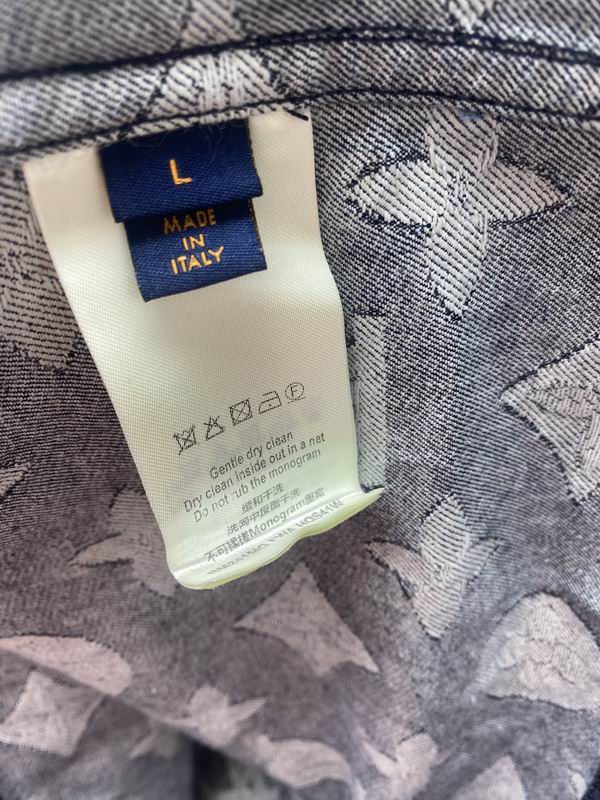 L
MADE
IN
ITALY
Gentle dry clean
Dry clean inside out in a net
Do not rub the monogram
缓和干洗
洗网中反面干洗
不可揉搓Monogram图案